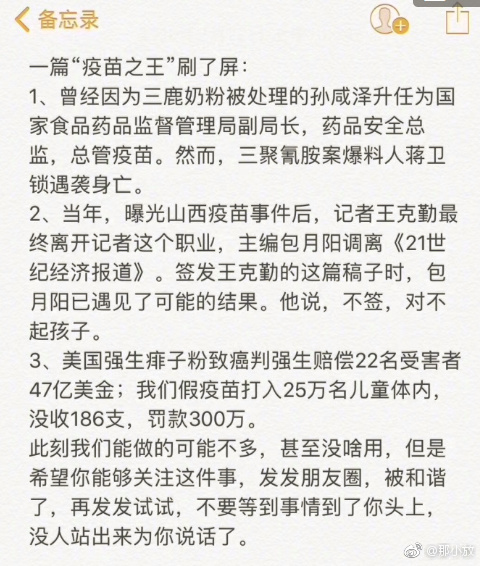 备忘录
一篇“疫苗之王”刷了屏：
1、曾经因为三鹿奶粉被处理的孙咸泽升任为国
家食品药品监督管理局副局长，药品安全总
监，总管疫苗。然而，三聚氰胺案爆料人蒋卫
锁遇袭身亡。
2、当年，曝光山西疫苗事件后，记者王克勤最
终离开记者这个职业，主编包月阳调离《21世
纪经济报道》。签发王克勤的这篇稿子时，包
月阳已遇见了可能的结果。他说，不签，对不
起孩子。
3、美国强生痱子粉致癌判强生赔偿22名受害者
47亿美金；我们假疫苗打入25万名儿童体内，
没收186支，罚款300万。
此刻我们能做的可能不多，甚至没啥用，但是
希望你能够关注这件事，发发朋友圈，被和谐
了，再发发试试，不要等到事情到了你头上，
没人站出来为你说话了。
@那小放